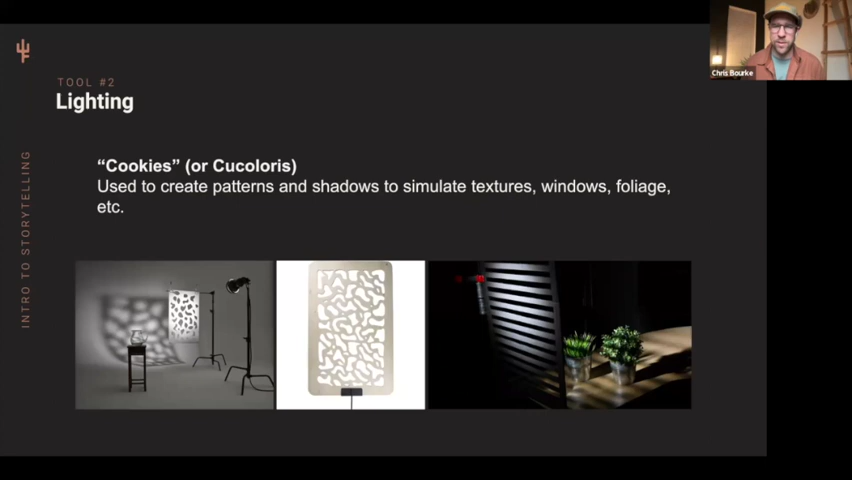 TOOL #2
Lighting
INTRO TO STORYTELLING
“Cookies” (or Cucoloris)
Used to create patterns and shadows to simulate textures, windows, foliage,
etc.
Chris Bourke